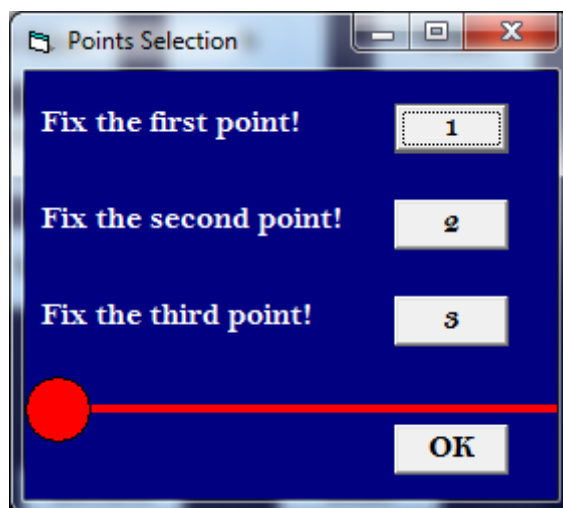 Points Selection
Fix the first point! 1
Fix the second point! 2
Fix the third point! 3
OK